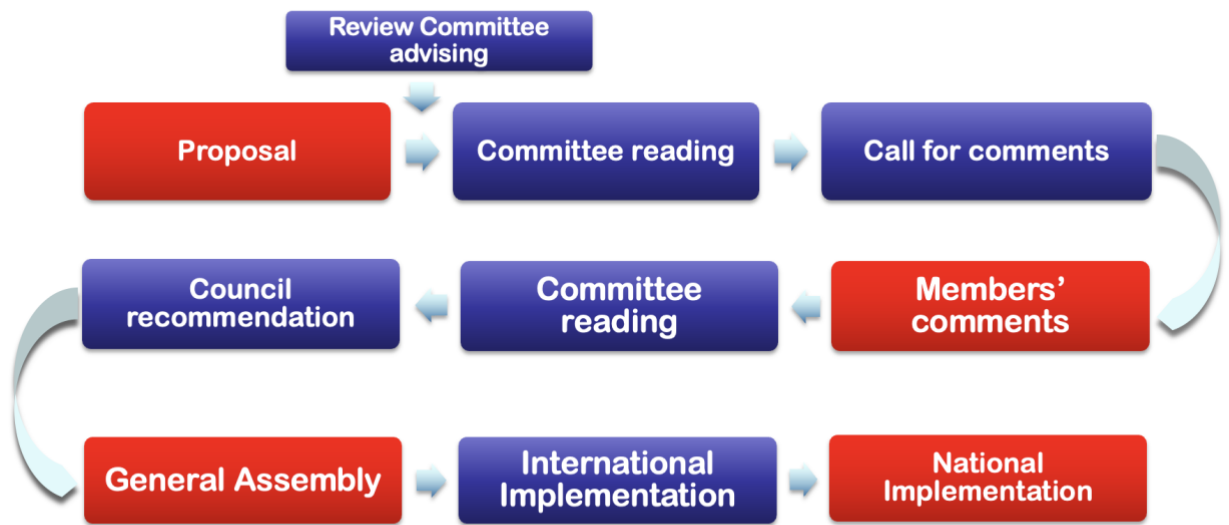 Review Committee
advising
Proposal
Committee reading
Call for comments
Members’
comments
Committee
reading
Council
recommendation
General Assembly
International
Implementation
National
Implementation